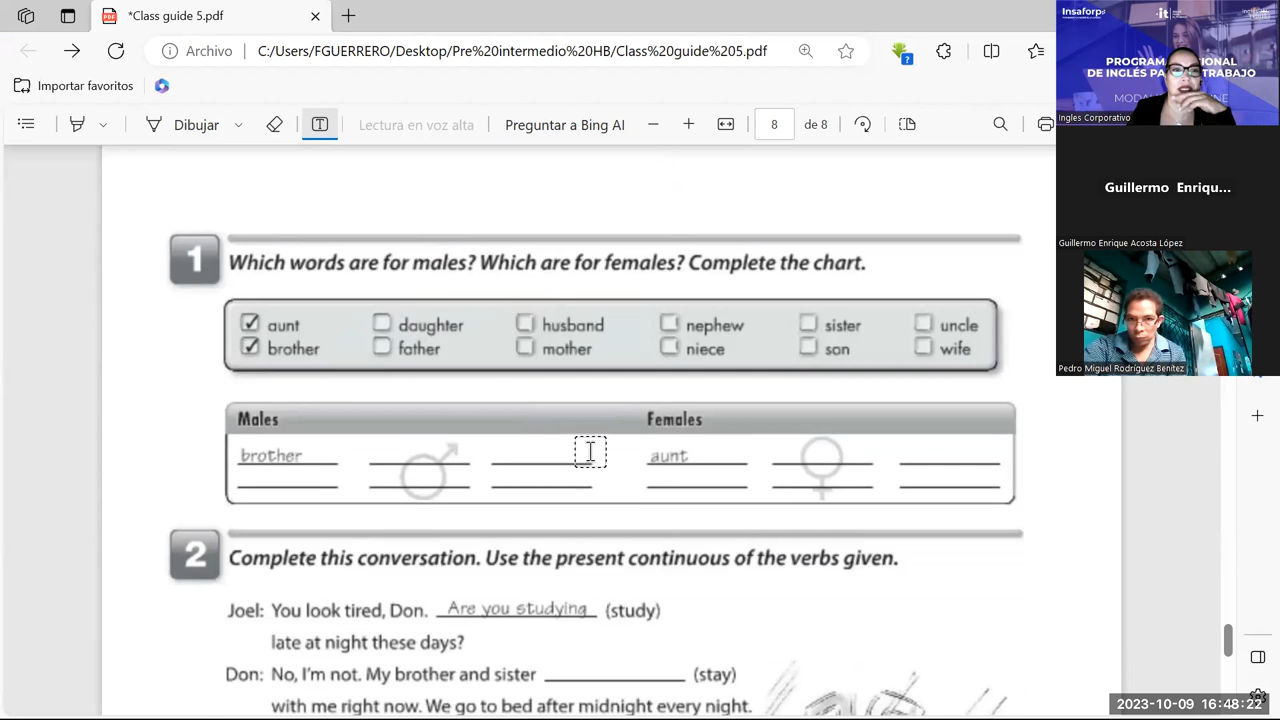 *Class guide 5.pdf
Archivo C:/Users/FGUERRERO/Desktop/Pre%20intermedio%20HB/Class%20guide%205.pdf
Importar favoritos
Dibujar Lectura en voz alta Preguntar a Bing AI 8 de 8
1 Which words are for males? Which are for females? Complete the chart.
aunt daughter husband nephew sister uncle
brother father mother niece son wife
Males Females
brother aunt
2 Complete this conversation. Use the present continuous of the verbs given.
Joel: You look tired, Don. Are you studying (study)
late at night these days?
Don: No, I'm not. My brother and sister (stay)
with me right now. We go to bed after midnight every night.
Insaforp
Ingles Corporativo
Guillermo Enriqu...
Guillermo Enrique Acosta López
Pedro Miguel Rodríguez Benítez
2023-10-09 16:48:22